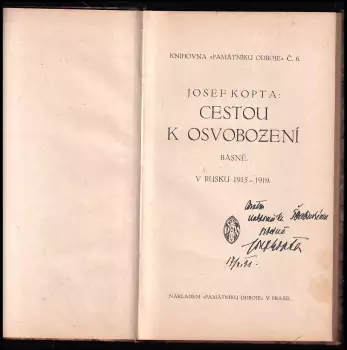 KNIHOVNA «PAMÁTNÍKU ODBOJE» Č. 6.
JOSEF KOPTA:
CESTOU
K OSVOBOZENÍ
BÁSNĚ.
V RUSKU 1915–1919.
NÁKLADEM «PAMÁTNÍKU ODBOJE» V PRAZE.